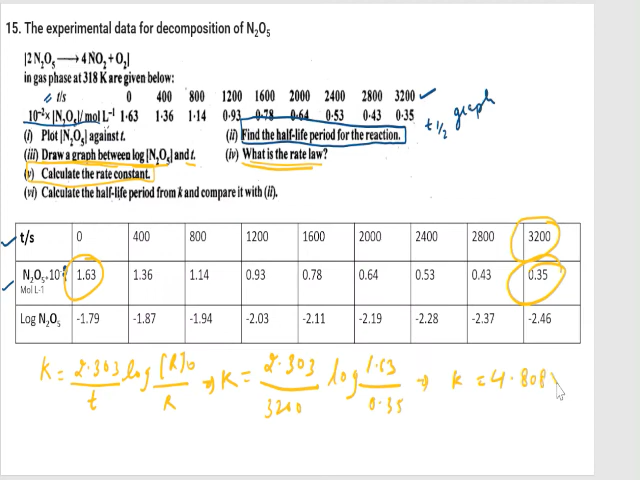 15. The experimental data for decomposition of N₂O₅
[2 N₂O₅ ⟶ 4 NO₂ + O₂]
in gas phase at 318 K are given below:
t/s 0 400 800 1200 1600 2000 2400 2800 3200
10⁻²× [N₂O₅]/ mol L⁻¹ 1·63 1·36 1·14 0·93 0·78 0·64 0·53 0·43 0·35
t 1/2 graph
(i) Plot [N₂O₅] against t. (ii) Find the half-life period for the reaction.
(iii) Draw a graph between log [N₂O₅] and t. (iv) What is the rate law?
(v) Calculate the rate constant.
(vi) Calculate the half-life period from k and compare it with (ii).
t/s 0 400 800 1200 1600 2000 2400 2800 3200
N₂O₅*10⁻² 1.63 1.36 1.14 0.93 0.78 0.64 0.53 0.43 0.35
Mol L-1
Log N₂O₅ -1.79 -1.87 -1.94 -2.03 -2.11 -2.19 -2.28 -2.37 -2.46
K = 2.303/t log [R]0/R → K = 2.303/3200 log 1.63/0.35 → K = 4.808